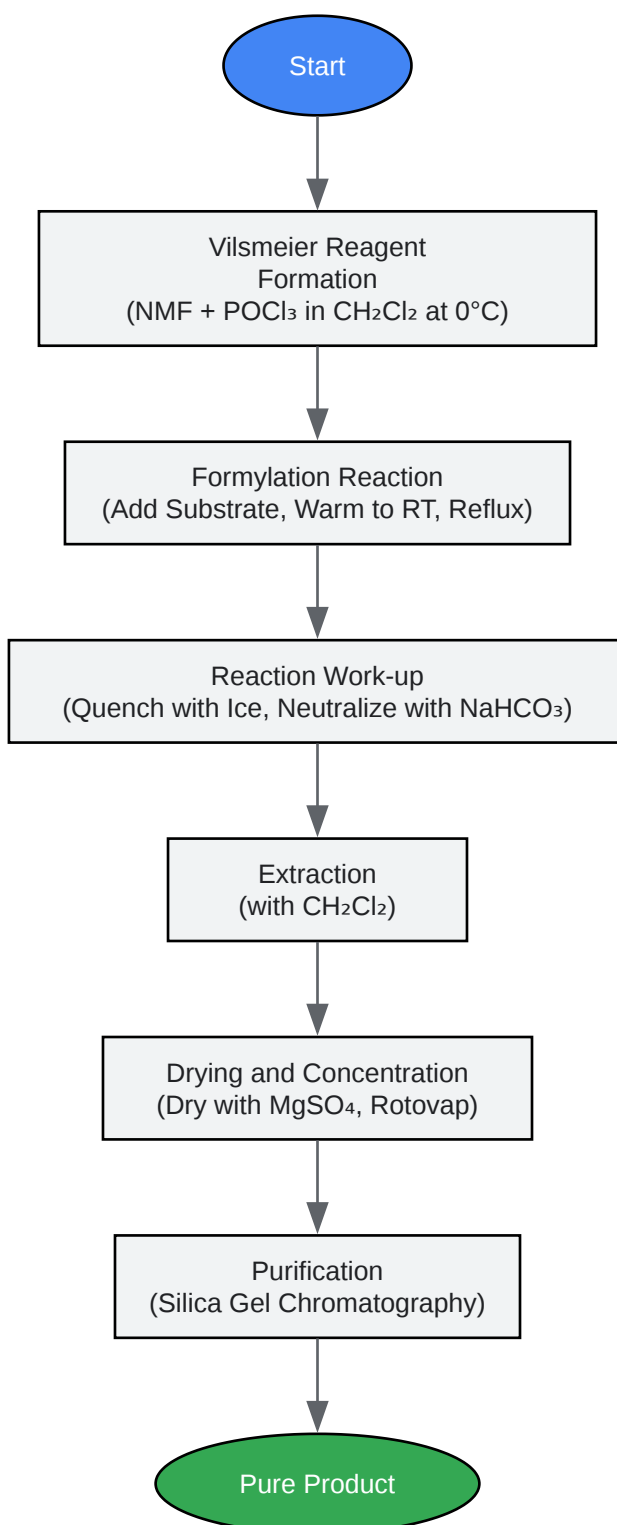 Start
Vilsmeier Reagent
Formation
(NMF + POCl₃ in CH₂Cl₂ at 0°C)
Formylation Reaction
(Add Substrate, Warm to RT, Reflux)
Reaction Work-up
(Quench with Ice, Neutralize with NaHCO₃)
Extraction
(with CH₂Cl₂)
Drying and Concentration
(Dry with MgSO₄, Rotovap)
Purification
(Silica Gel Chromatography)
Pure Product